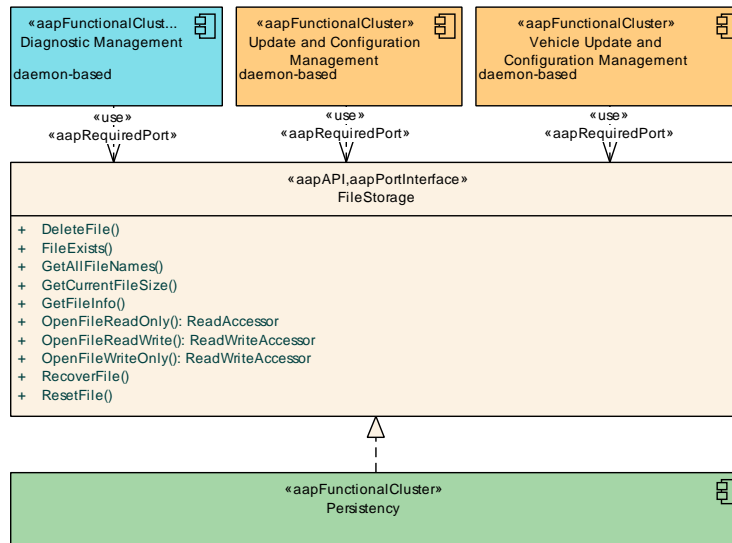 «aapFunctionalClust...
Diagnostic Management
daemon-based
«aapFunctionalCluster»
Update and Configuration
Management
daemon-based
«aapFunctionalCluster»
Vehicle Update and
Configuration Management
daemon-based
«use»
«aapRequiredPort»
«use»
«aapRequiredPort»
«use»
«aapRequiredPort»
«aapAPI,aapPortInterface»
FileStorage
+ DeleteFile()
+ FileExists()
+ GetAllFileNames()
+ GetCurrentFileSize()
+ GetFileInfo()
+ OpenFileReadOnly(): ReadAccessor
+ OpenFileReadWrite(): ReadWriteAccessor
+ OpenFileWriteOnly(): ReadWriteAccessor
+ RecoverFile()
+ ResetFile()
«aapFunctionalCluster»
Persistency